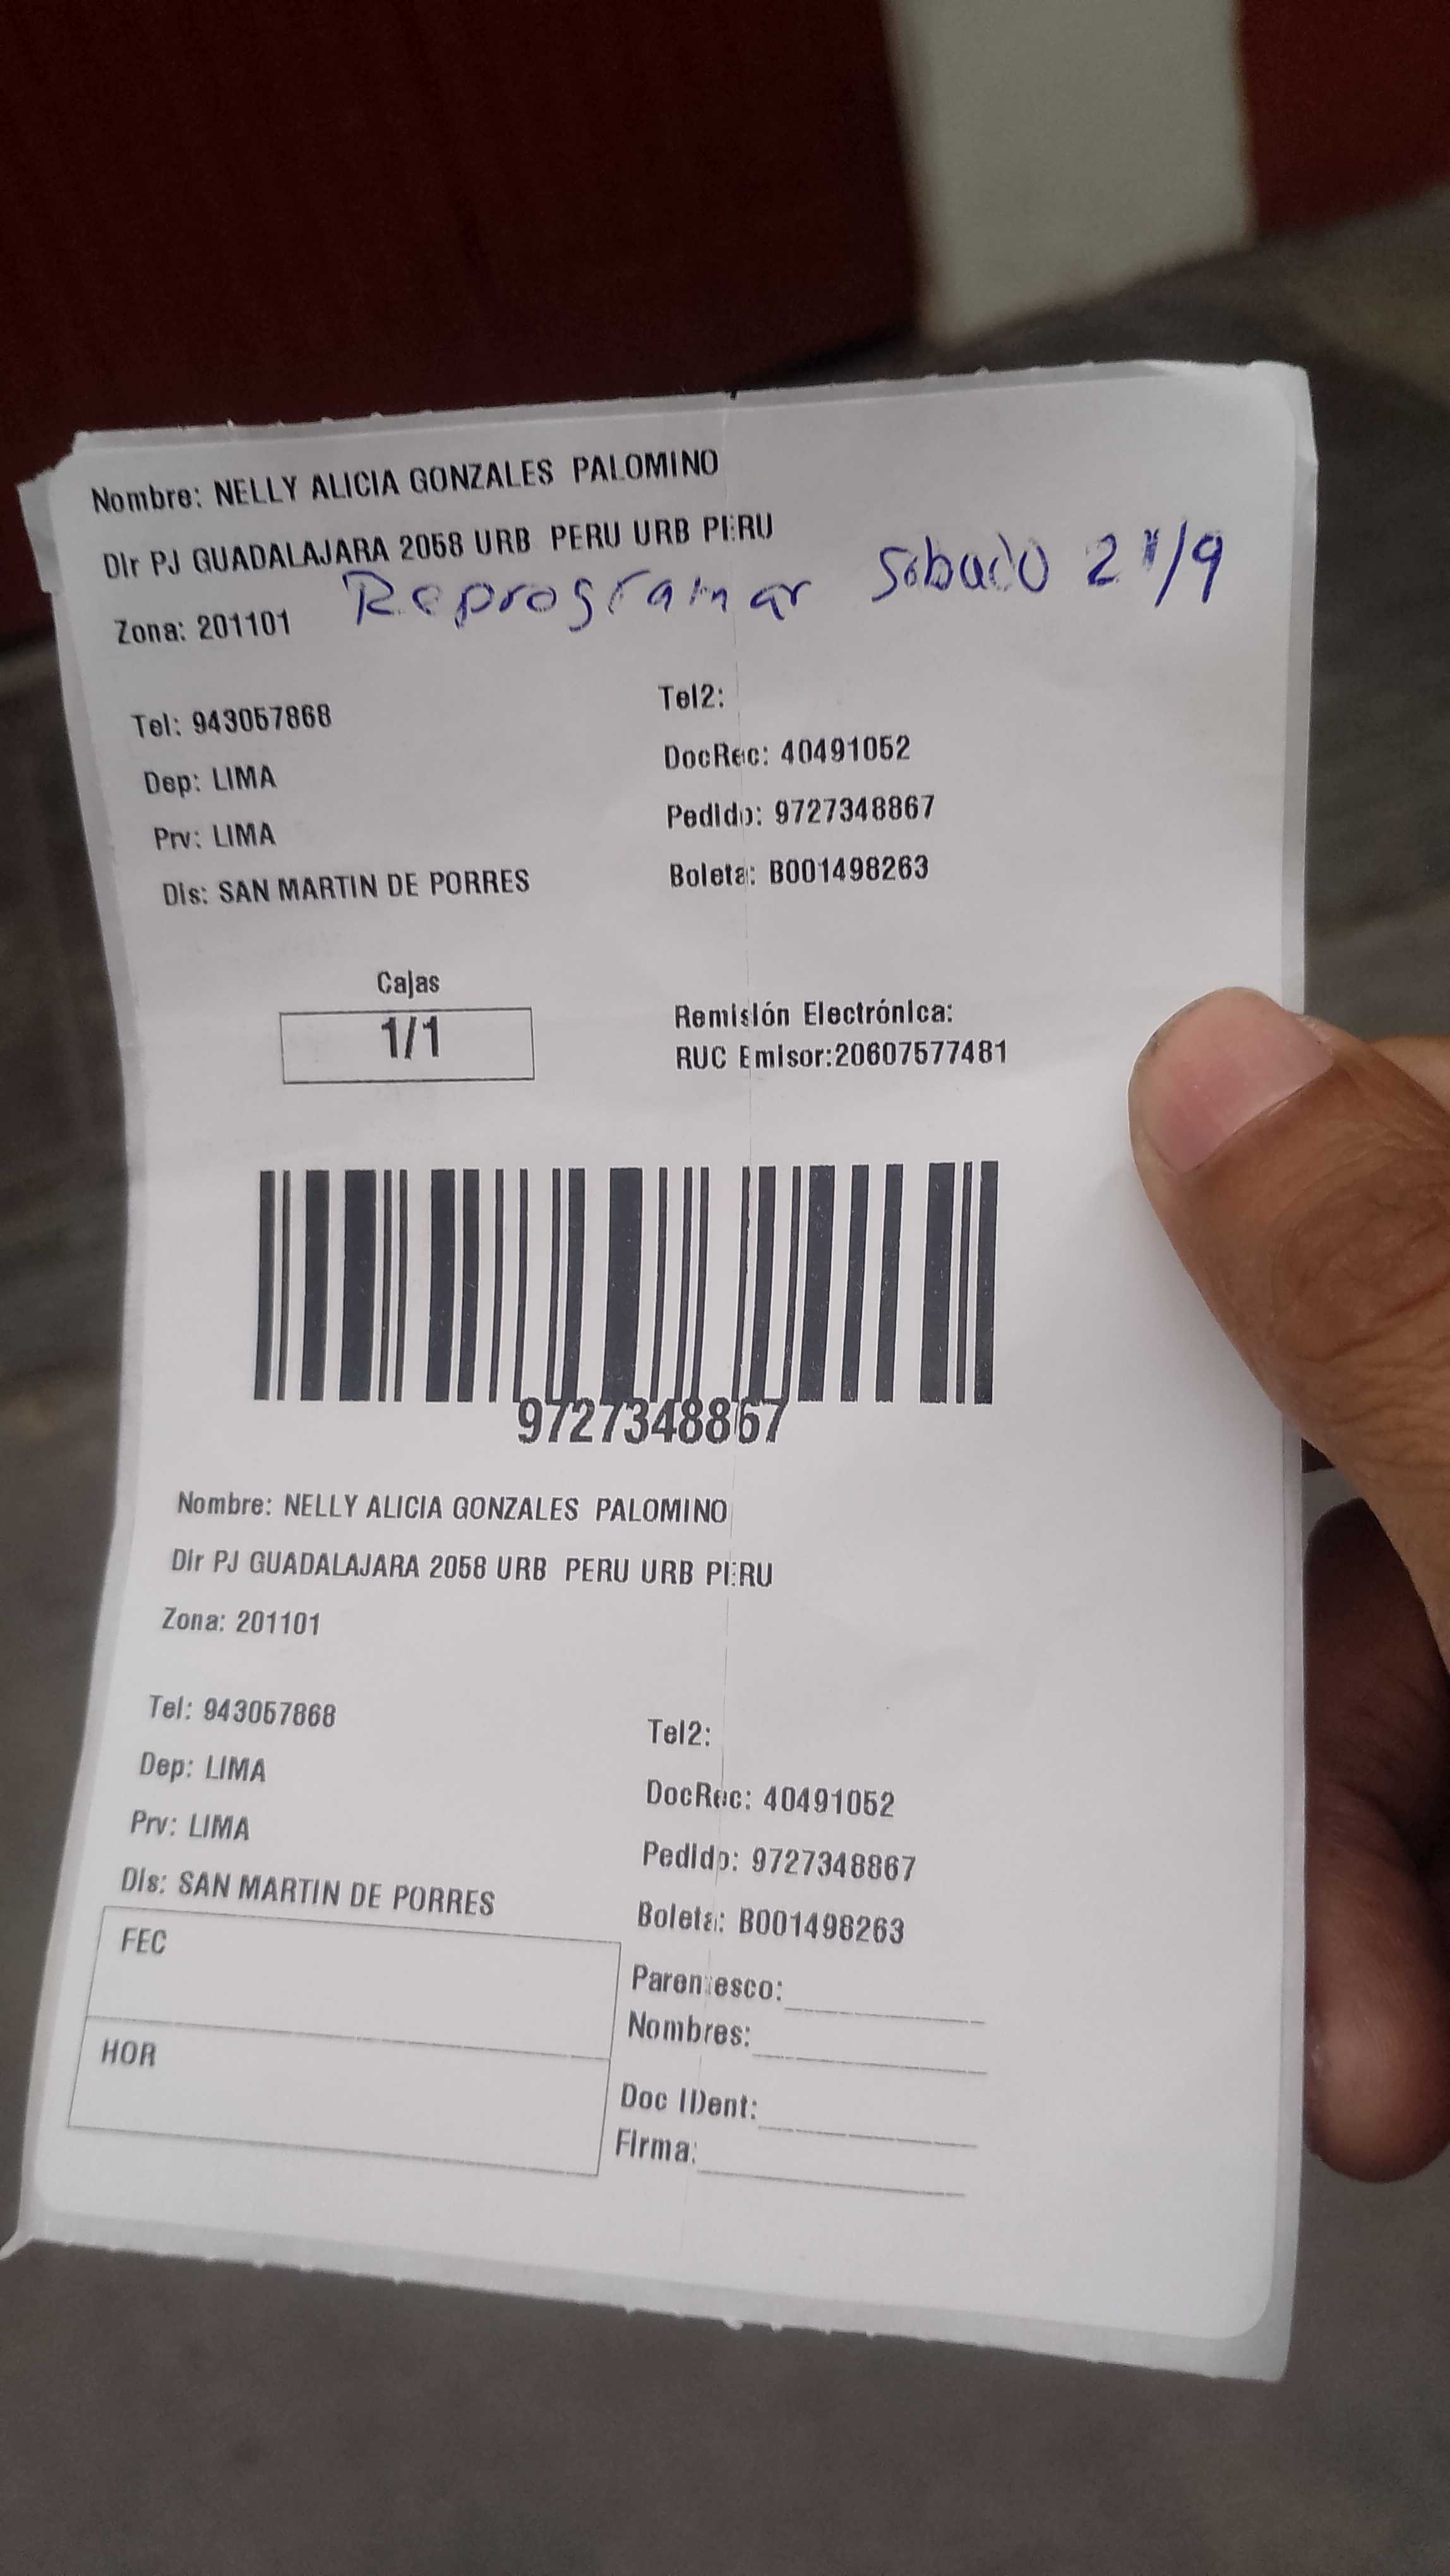 Nombre: NELLY ALICIA GONZALES PALOMINO
Dir PJ GUADALAJARA 2058 URB PERU URB PERU
Reprogramar Sábado 21/9
Zona: 201101
Tel: 943057868
Tel2:
Dep: LIMA
DocRec: 40491052
Prv: LIMA
Pedido: 9727348867
Dis: SAN MARTIN DE PORRES
Boleta: B001498263
Cajas
1/1
Remisión Electrónica:
RUC Emisor:20607577481
9727348867
Nombre: NELLY ALICIA GONZALES PALOMINO
Dir PJ GUADALAJARA 2058 URB PERU URB PERU
Zona: 201101
Tel: 943057868
Tel2:
Dep: LIMA
DocRec: 40491052
Prv: LIMA
Pedido: 9727348867
Dis: SAN MARTIN DE PORRES
Boleta: B001498263
FEC
Parentesco:
Nombres:
HOR
Doc IDent:
Firma: